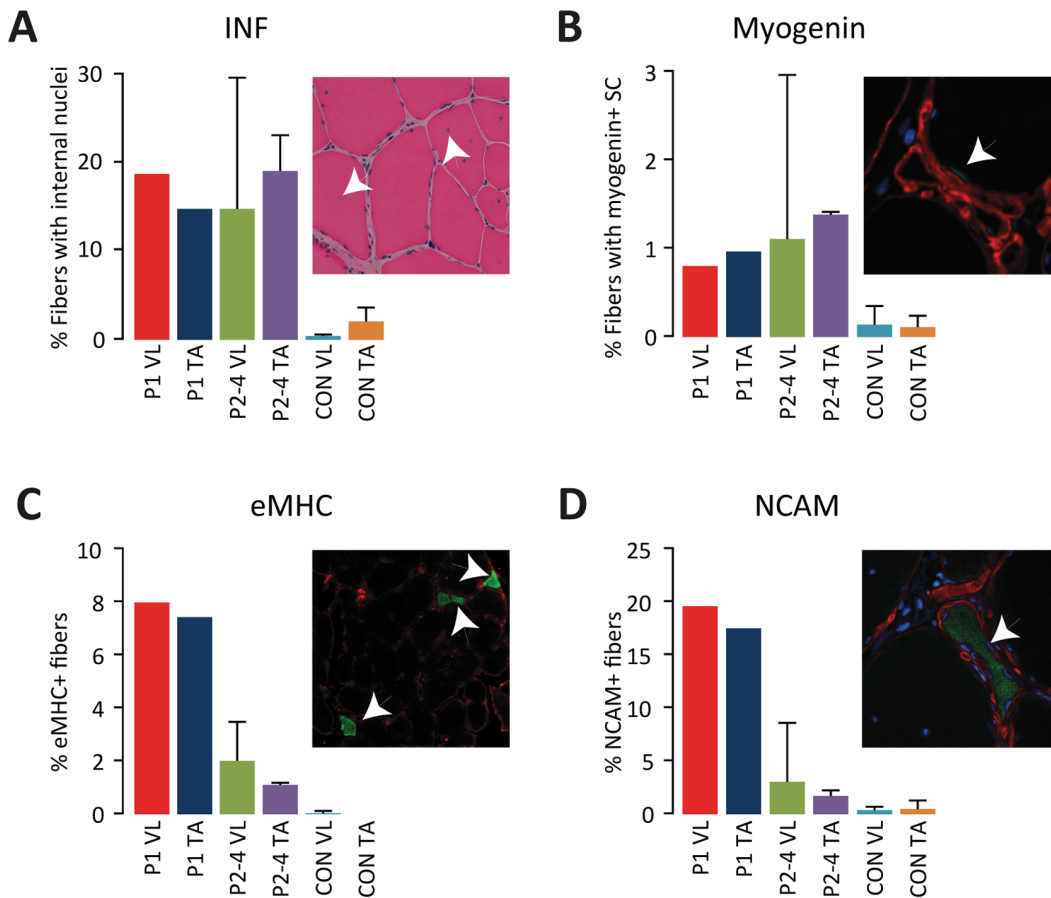 A
INF
% Fibers with internal nuclei
30
20
10
0
P1 VL
P1 TA
P2-4 VL
P2-4 TA
CON VL
CON TA
B
Myogenin
% Fibers with myogenin+ SC
3
2
1
0
P1 VL
P1 TA
P2-4 VL
P2-4 TA
CON VL
CON TA
C
eMHC
% eMHC+ fibers
10
8
6
4
2
0
P1 VL
P1 TA
P2-4 VL
P2-4 TA
CON VL
CON TA
D
NCAM
% NCAM+ fibers
25
20
15
10
5
0
P1 VL
P1 TA
P2-4 VL
P2-4 TA
CON VL
CON TA